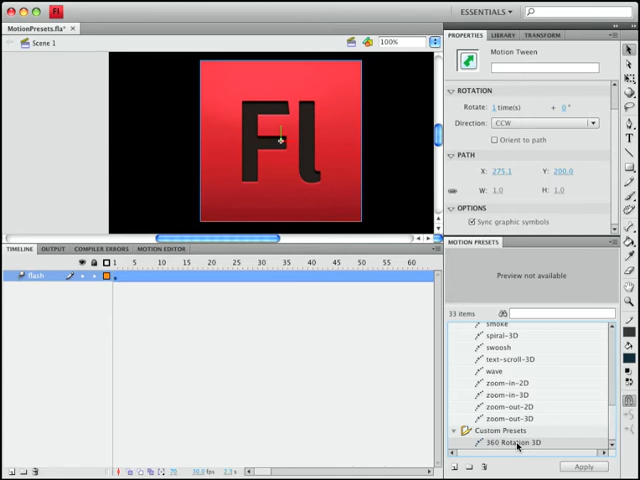 Fl
ESSENTIALS
MotionPresets.fla*
Scene 1
100%
Fl
PROPERTIES LIBRARY TRANSFORM
Motion Tween
ROTATION
Rotate: 1 time(s) + 0°
Direction: CCW
Orient to path
PATH
X: 275.1 Y: 200.0
W: 1.0 H: 1.0
OPTIONS
Sync graphic symbols
MOTION PRESETS
Preview not available
33 items
smoke
spiral-3D
swoosh
text-scroll-3D
wave
zoom-in-2D
zoom-in-3D
zoom-out-2D
zoom-out-3D
Custom Presets
360 Rotation 3D
Apply
TIMELINE OUTPUT COMPILER ERRORS MOTION EDITOR
1 5 10 15 20 25 30 35 40 45 50 55 60
flash
70 30.0 fps 2.3 s